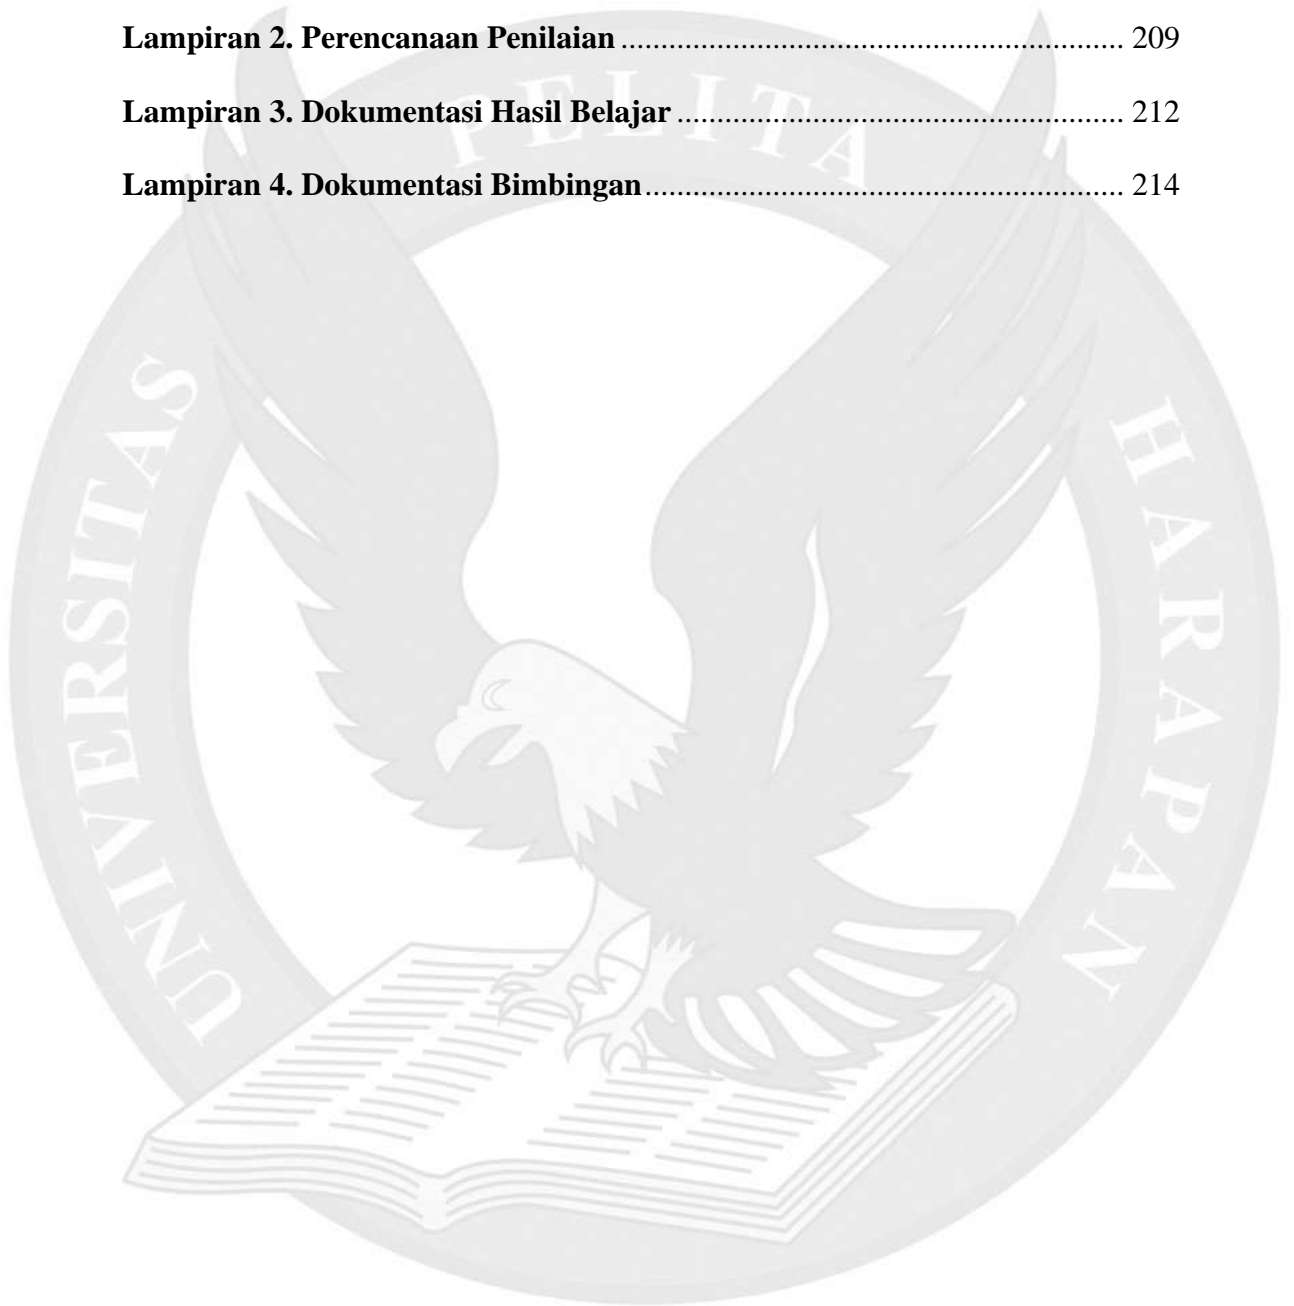 Lampiran 2. Perencanaan Penilaian ............................................................... 209
Lampiran 3. Dokumentasi Hasil Belajar ........................................................ 212
Lampiran 4. Dokumentasi Bimbingan ............................................................ 214
UNIVERSITAS PELITA HARAPAN